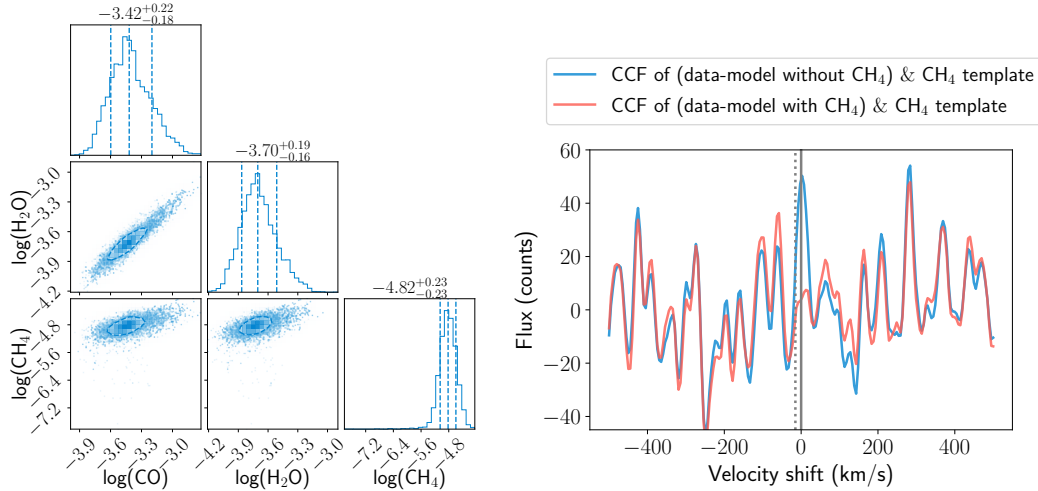 −3.42+0.22−0.18
−3.70+0.19−0.16
−4.82+0.23−0.23
log(H2O)
−3.0
−3.3
−3.6
−3.9
−4.2
log(CH4)
−4.2
−4.8
−5.6
−6.4
−7.2
−3.9 −3.6 −3.3 −3.0
log(CO)
−4.2 −3.9 −3.6 −3.3 −3.0
log(H2O)
−7.2 −6.4 −5.6 −4.8
log(CH4)
CCF of (data-model without CH4) & CH4 template
CCF of (data-model with CH4) & CH4 template
Flux (counts)
60
40
20
0
−20
−40
−400 −200 0 200 400
Velocity shift (km/s)